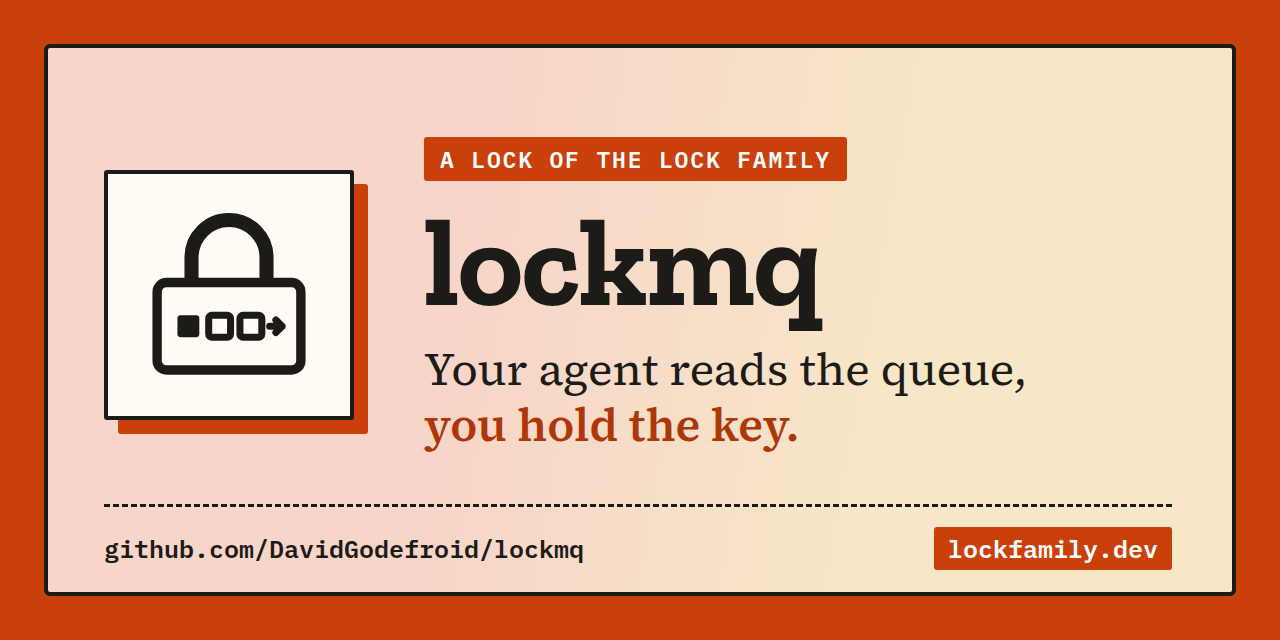 A LOCK OF THE LOCK FAMILY
lockmq
Your agent reads the queue,
you hold the key.
github.com/DavidGodefroid/lockmq
lockfamily.dev